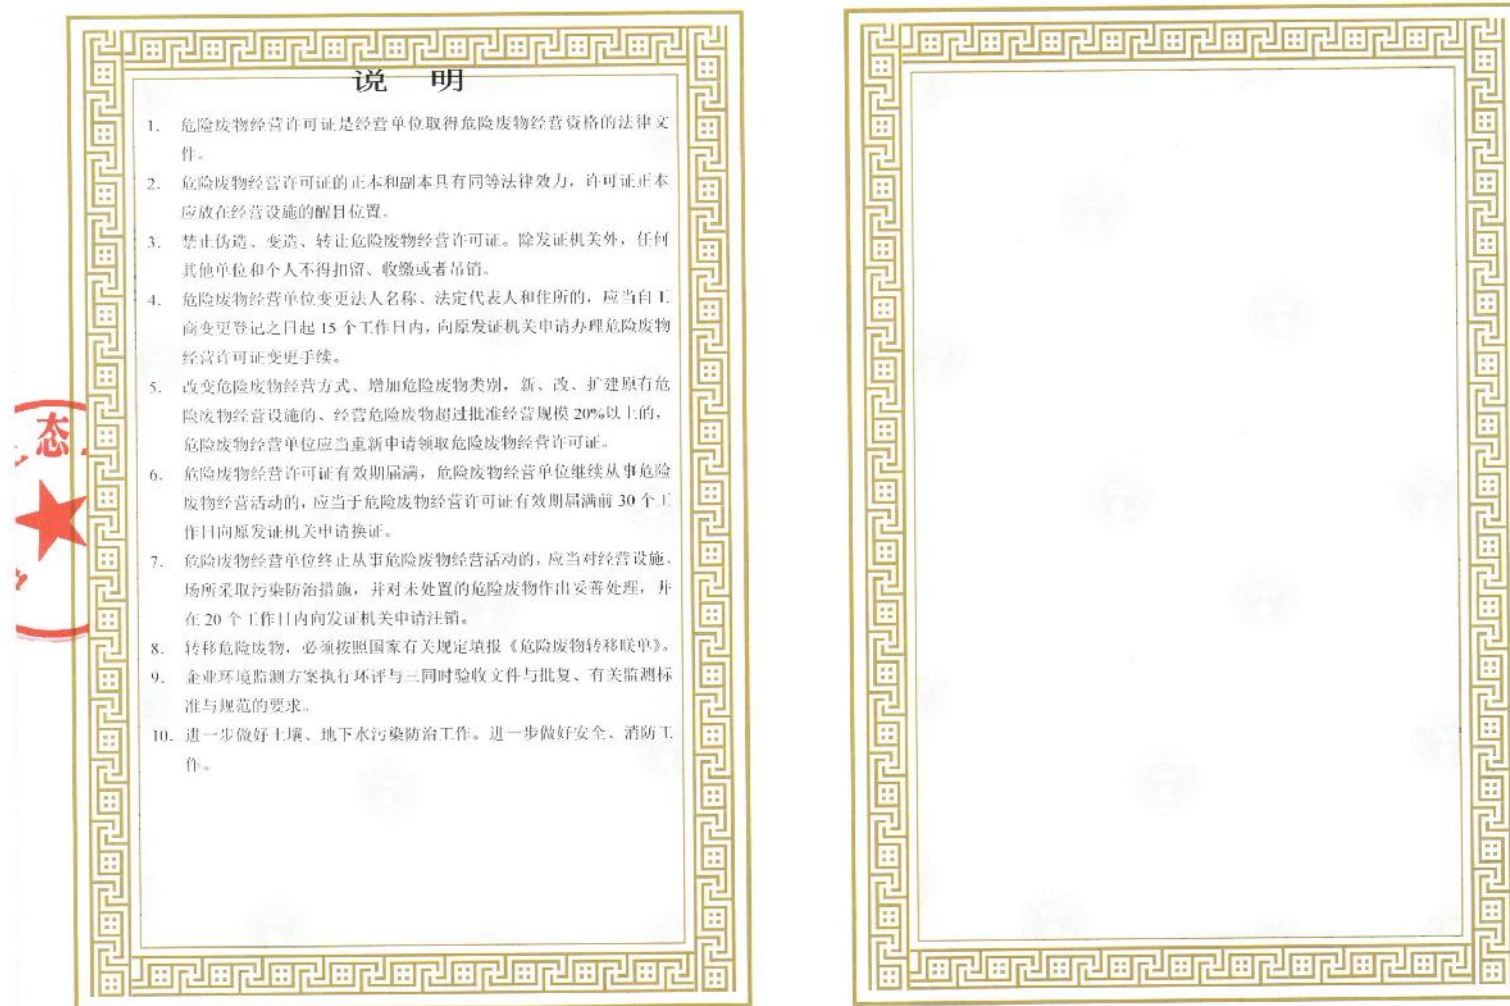 说 明
1. 危险废物经营许可证是经营单位取得危险废物经营资格的法律文
件。
2. 危险废物经营许可证的正本和副本具有同等法律效力，许可证正本
应放在经营设施的醒目位置。
3. 禁止伪造、变造、转让危险废物经营许可证。除发证机关外，任何
其他单位和个人不得扣留、收缴或者吊销。
4. 危险废物经营单位变更法人名称、法定代表人和住所的，应当自工
商变更登记之日起 15 个工作日内，向原发证机关申请办理危险废物
经营许可证变更手续。
5. 改变危险废物经营方式、增加危险废物类别，新、改、扩建原有危
险废物经营设施的、经营危险废物超过批准经营规模 20%以上的，
危险废物经营单位应当重新申请领取危险废物经营许可证。
6. 危险废物经营许可证有效期届满，危险废物经营单位继续从事危险
废物经营活动的，应当于危险废物经营许可证有效期届满前 30 个工
作日向原发证机关申请换证。
7. 危险废物经营单位终止从事危险废物经营活动的，应当对经营设施、
场所采取污染防治措施，并对未处置的危险废物作出妥善处理，并
在 20 个工作日内向发证机关申请注销。
8. 转移危险废物，必须按照国家有关规定填报《危险废物转移联单》。
9. 企业环境监测方案执行环评与三同时验收文件与批复、有关监测标
准与规范的要求。
10. 进一步做好土壤、地下水污染防治工作。进一步做好安全、消防工
作。
态